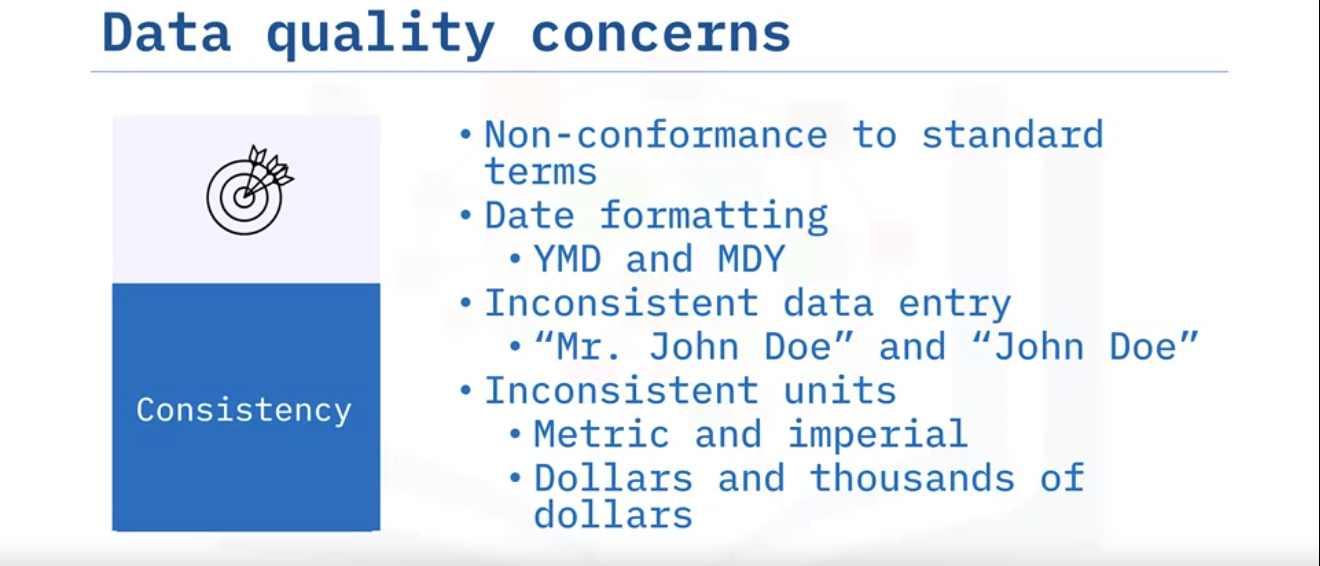 Data quality concerns
• Non-conformance to standard
terms
• Date formatting
• YMD and MDY
• Inconsistent data entry
• “Mr. John Doe” and “John Doe”
• Inconsistent units
• Metric and imperial
• Dollars and thousands of
dollars
Consistency